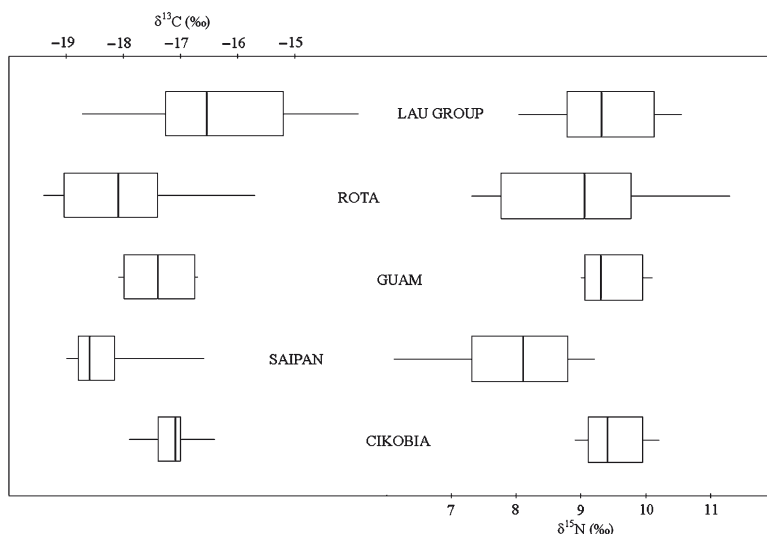 δ¹³C (‰)
−19 −18 −17 −16 −15
LAU GROUP
ROTA
GUAM
SAIPAN
CIKOBIA
7 8 9 10 11
δ¹⁵N (‰)